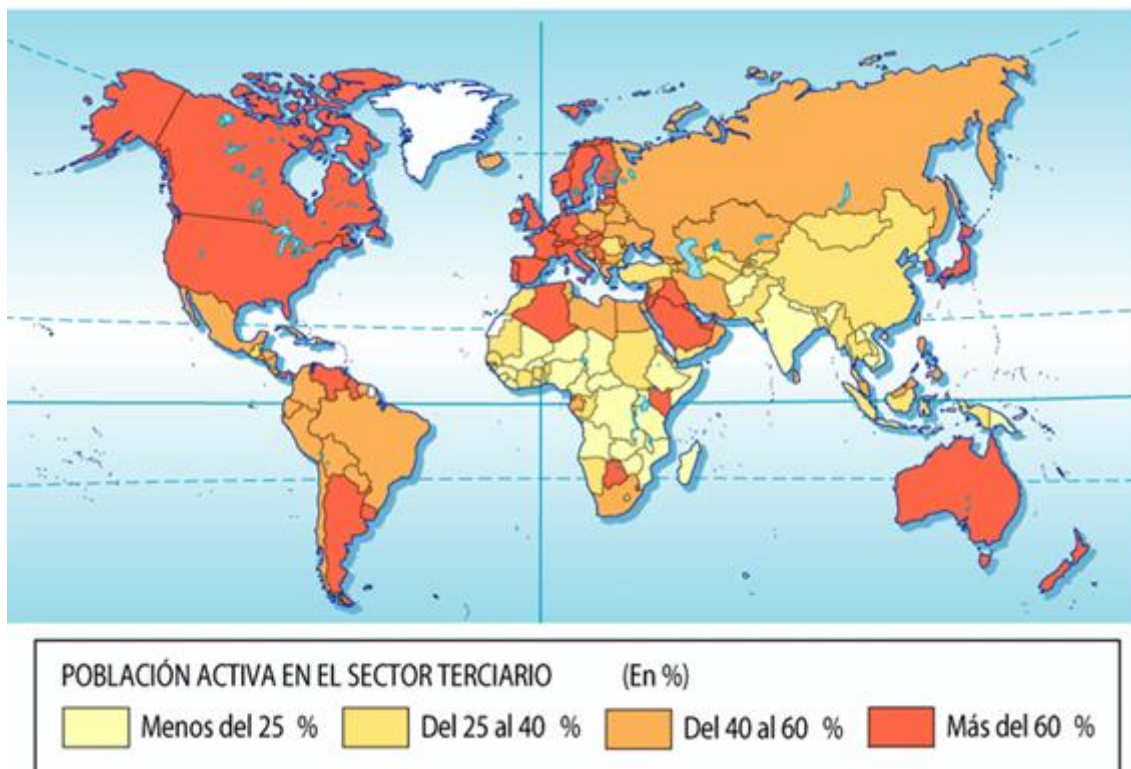 POBLACIÓN ACTIVA EN EL SECTOR TERCIARIO (En %)
Menos del 25 % Del 25 al 40 % Del 40 al 60 % Más del 60 %